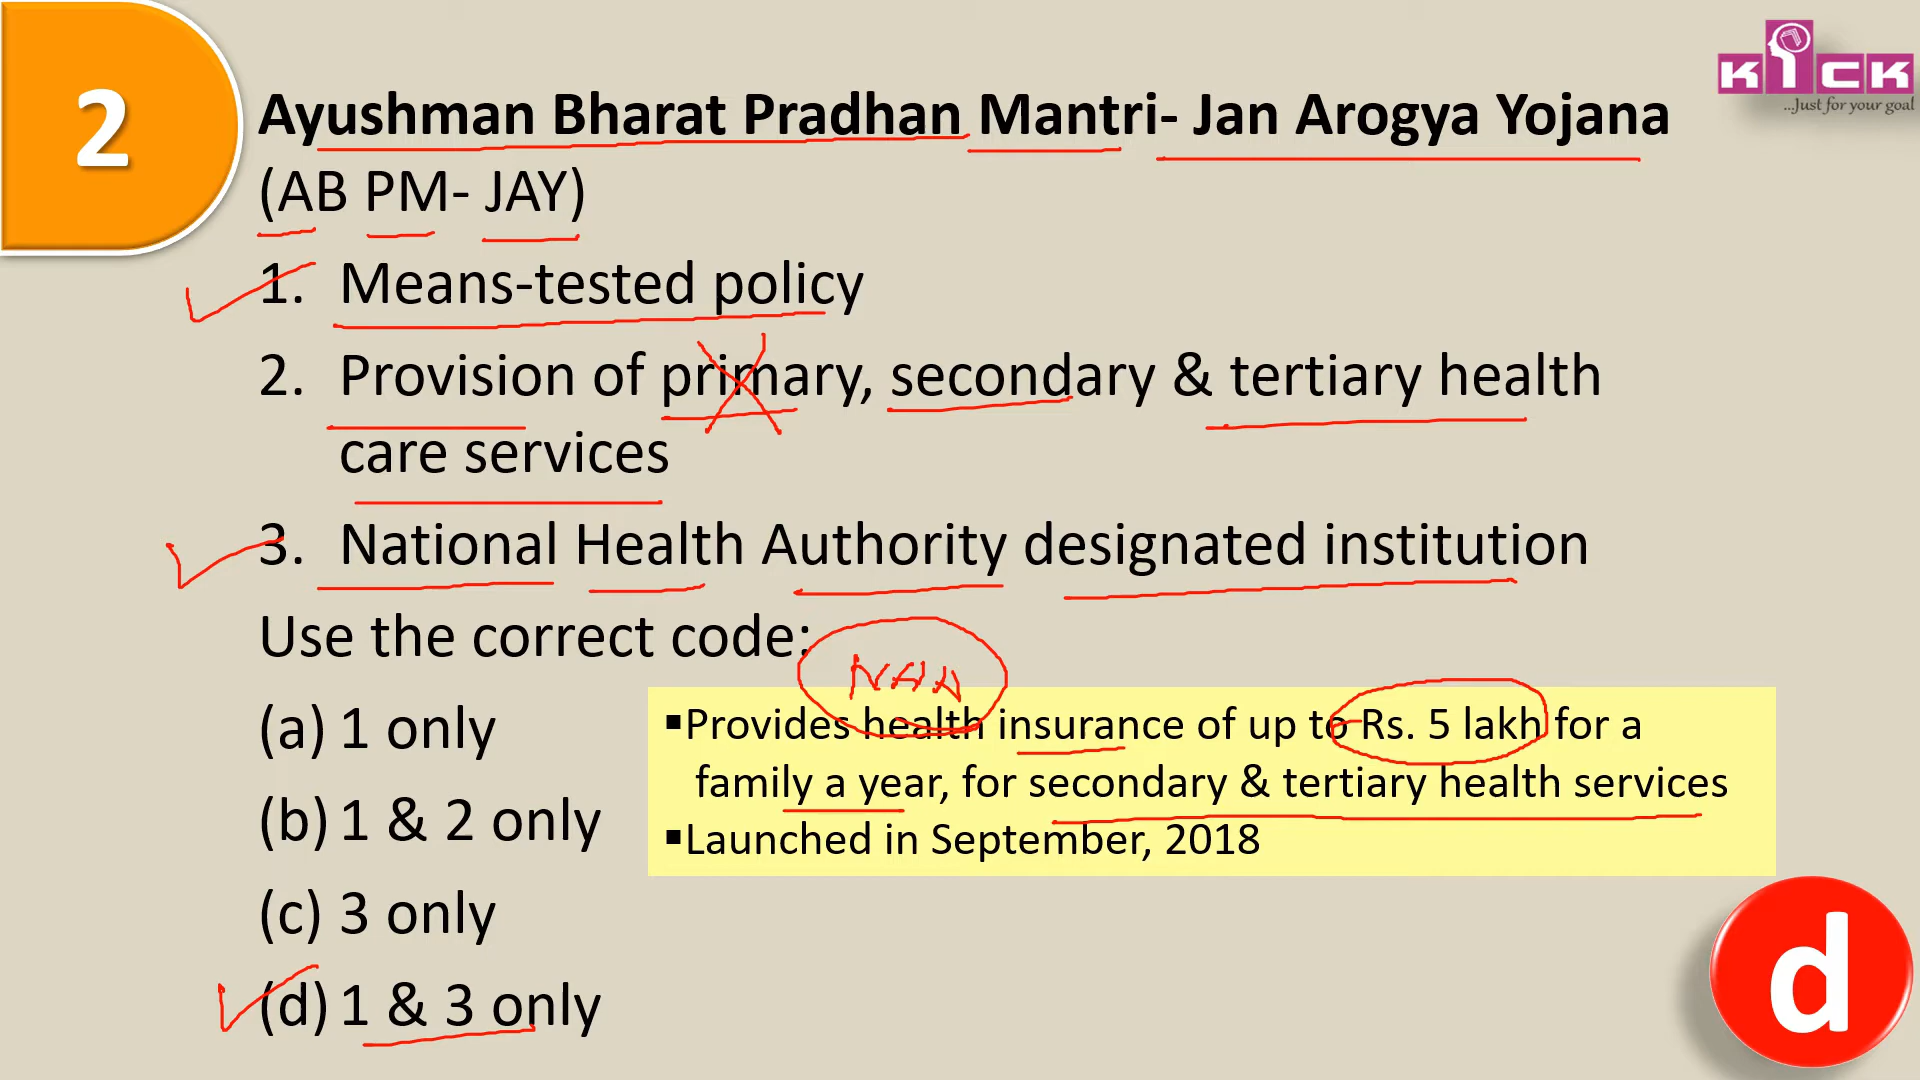 2
KICK
...Just for your goal
Ayushman Bharat Pradhan Mantri- Jan Arogya Yojana
(AB PM- JAY)
1. Means-tested policy
2. Provision of primary, secondary & tertiary health
care services
3. National Health Authority designated institution
Use the correct code:
NHA
(a) 1 only
▪Provides health insurance of up to Rs. 5 lakh for a
family a year, for secondary & tertiary health services
▪Launched in September, 2018
(b) 1 & 2 only
(c) 3 only
(d) 1 & 3 only
d